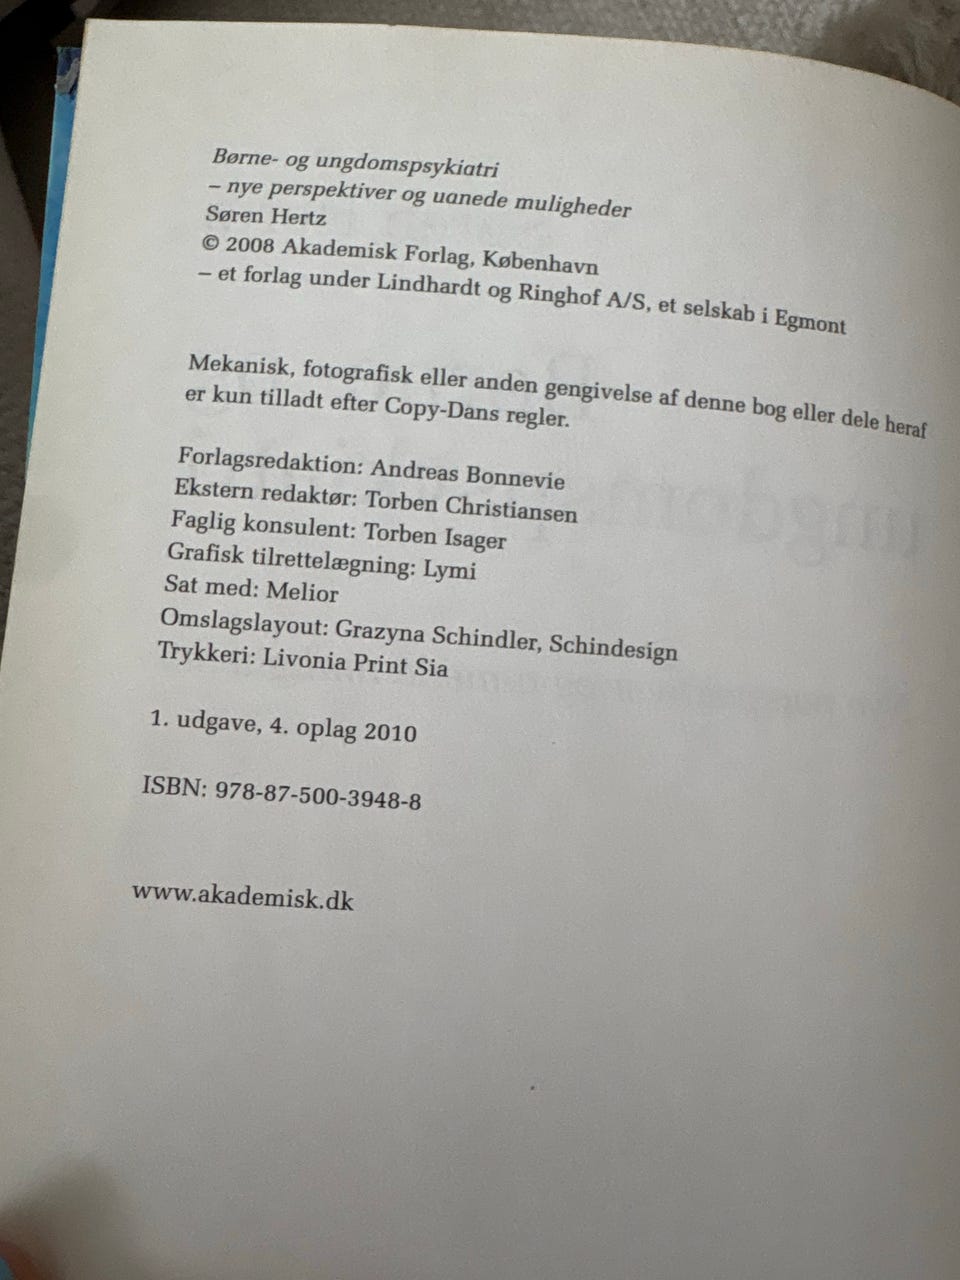 Børne- og ungdomspsykiatri
– nye perspektiver og uanede muligheder
Søren Hertz
© 2008 Akademisk Forlag, København
– et forlag under Lindhardt og Ringhof A/S, et selskab i Egmont
Mekanisk, fotografisk eller anden gengivelse af denne bog eller dele heraf
er kun tilladt efter Copy-Dans regler.
Forlagsredaktion: Andreas Bonnevie
Ekstern redaktør: Torben Christiansen
Faglig konsulent: Torben Isager
Grafisk tilrettelægning: Lymi
Sat med: Melior
Omslagslayout: Grazyna Schindler, Schindesign
Trykkeri: Livonia Print Sia
1. udgave, 4. oplag 2010
ISBN: 978-87-500-3948-8
www.akademisk.dk